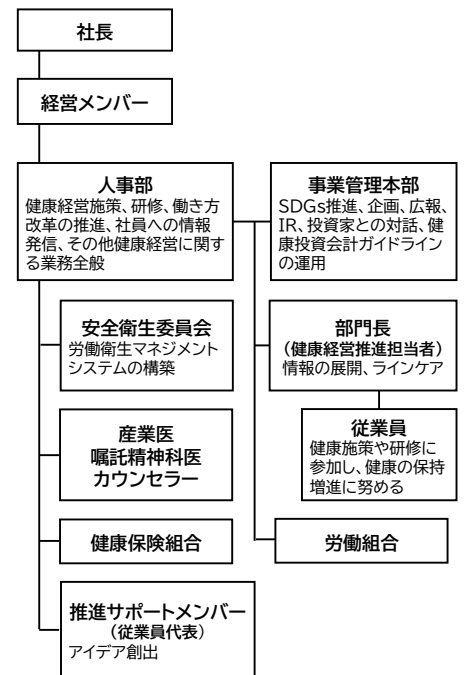 社長
経営メンバー
人事部
健康経営施策、研修、働き方
改革の推進、社員への情報
発信、その他健康経営に関す
る業務全般
事業管理本部
SDGs推進、企画、広報、
IR、投資家との対話、健
康投資会計ガイドライン
の運用
安全衛生委員会
労働衛生マネジメント
システムの構築
部門長
（健康経営推進担当者）
情報の展開、ラインケア
産業医
嘱託精神科医
カウンセラー
従業員
健康施策や研修に
参加し、健康の保持
増進に努める
健康保険組合
労働組合
推進サポートメンバー
（従業員代表）
アイデア創出